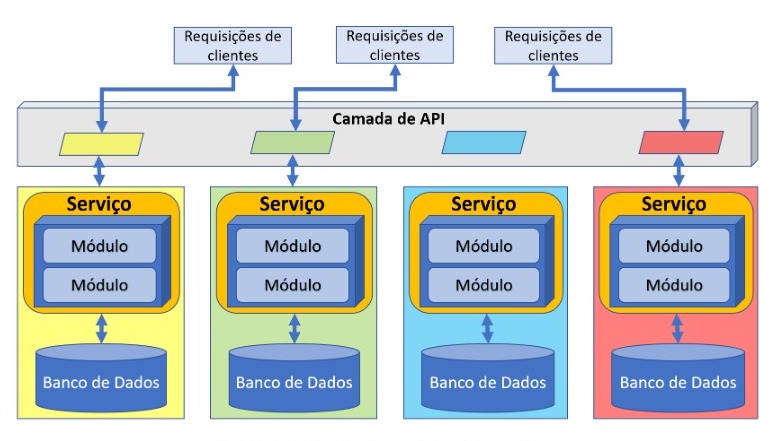 Requisições de
clientes
Requisições de
clientes
Requisições de
clientes
Camada de API
Serviço
Serviço
Serviço
Serviço
Módulo
Módulo
Módulo
Módulo
Módulo
Módulo
Módulo
Módulo
Banco de Dados
Banco de Dados
Banco de Dados
Banco de Dados